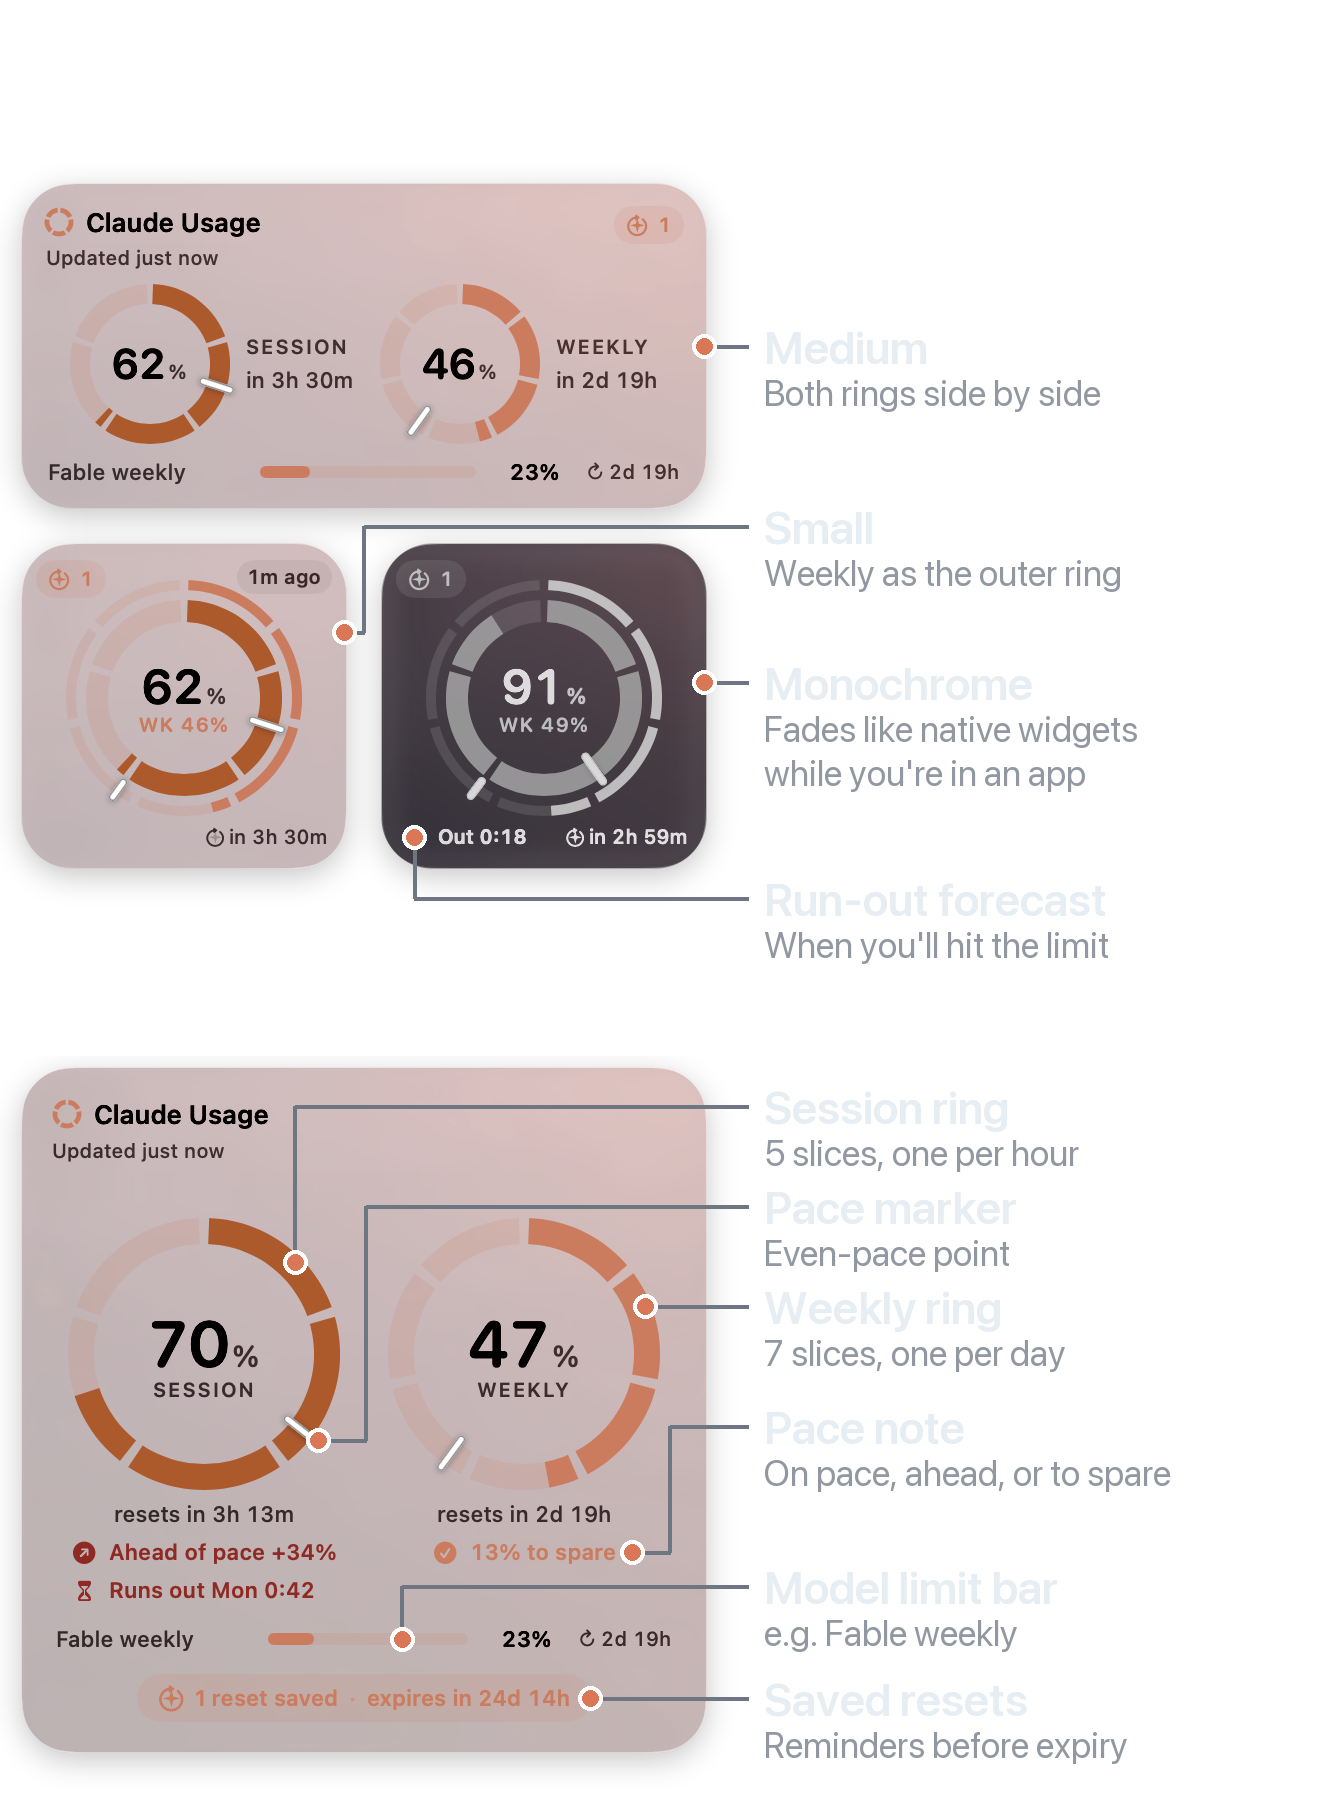 Claude Usage
1
Updated just now
62%
SESSION
in 3h 30m
46%
WEEKLY
in 2d 19h
Fable weekly
23%
2d 19h
Medium
Both rings side by side
1
1m ago
62%
WK 46%
in 3h 30m
1
91%
WK 49%
Out 0:18
in 2h 59m
Small
Weekly as the outer ring
Monochrome
Fades like native widgets
while you're in an app
Run-out forecast
When you'll hit the limit
Claude Usage
Updated just now
70%
SESSION
resets in 3h 13m
Ahead of pace +34%
Runs out Mon 0:42
47%
WEEKLY
resets in 2d 19h
13% to spare
Fable weekly
23%
2d 19h
1 reset saved · expires in 24d 14h
Session ring
5 slices, one per hour
Pace marker
Even-pace point
Weekly ring
7 slices, one per day
Pace note
On pace, ahead, or to spare
Model limit bar
e.g. Fable weekly
Saved resets
Reminders before expiry